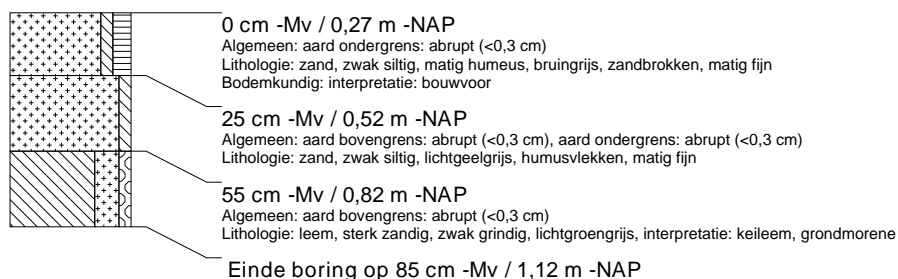 0 cm -Mv / 0,27 m -NAP
Algemeen: aard ondergrens: abrupt (<0,3 cm)
Lithologie: zand, zwak siltig, matig humeus, bruingrijs, zandbrokken, matig fijn
Bodemkundig: interpretatie: bouwvoor
25 cm -Mv / 0,52 m -NAP
Algemeen: aard bovengrens: abrupt (<0,3 cm), aard ondergrens: abrupt (<0,3 cm)
Lithologie: zand, zwak siltig, lichtgeelgrijs, humusvlekken, matig fijn
55 cm -Mv / 0,82 m -NAP
Algemeen: aard bovengrens: abrupt (<0,3 cm)
Lithologie: leem, sterk zandig, zwak grindig, lichtgroengrijs, interpretatie: keileem, grondmorene
Einde boring op 85 cm -Mv / 1,12 m -NAP